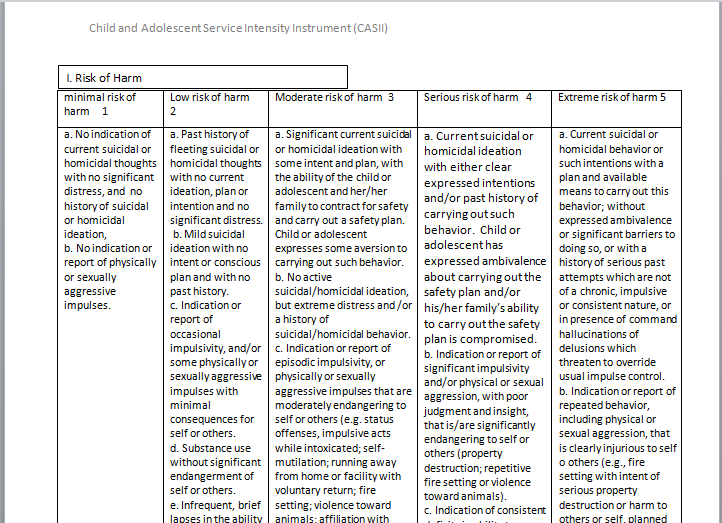 Child and Adolescent Service Intensity Instrument (CASII)
I. Risk of Harm
minimal risk of
harm 1
Low risk of harm
2
Moderate risk of harm 3
Serious risk of harm 4
Extreme risk of harm 5
a. No indication of
current suicidal or
homicidal thoughts
with no significant
distress, and no
history of suicidal
or homicidal
ideation,
b. No indication or
report of physically
or sexually
aggressive
impulses.
a. Past history of
fleeting suicidal or
homicidal thoughts
with no current
ideation, plan or
intention and no
significant distress.
b. Mild suicidal
ideation with no
intent or conscious
plan and with no
past history.
c. Indication or
report of
occasional
impulsivity, and/or
some physically or
sexually aggressive
impulses with
minimal
consequences for
self or others.
d. Substance use
without significant
endangerment of
self or others.
e. Infrequent, brief
lapses in the ability
a. Significant current suicidal
or homicidal ideation with
some intent and plan, with
the ability of the child or
adolescent and her/her
family to contract for safety
and carry out a safety plan.
Child or adolescent
expresses some aversion to
carrying out such behavior.
b. No active
suicidal/homicidal ideation,
but extreme distress and /or
a history of
suicidal/homicidal behavior.
c. Indication or report of
episodic impulsivity, or
physically or sexually
aggressive impulses that are
moderately endangering to
self or others (e.g. status
offenses, impulsive acts
while intoxicated; self-
mutilation; running away
from home or facility with
voluntary return; fire
setting; violence toward
animals; affiliation with
a. Current suicidal or
homicidal ideation
with either clear
expressed intentions
and/or past history of
carrying out such
behavior. Child or
adolescent has
expressed ambivalence
about carrying out the
safety plan and/or
his/her family's ability
to carry out the safety
plan is compromised.
b. Indication or report of
significant impulsivity
and/or physical or sexual
aggression, with poor
judgment and insight,
that is/are significantly
endangering to self or
others (property
destruction; repetitive
fire setting or violence
toward animals).
c. Indication of consistent
a. Current suicidal or
homicidal behavior or
such intentions with a
plan and available
means to carry out this
behavior; without
expressed ambivalence
or significant barriers to
doing so, or with a
history of serious past
attempts which are not
of a chronic, impulsive
or consistent nature, or
in presence of command
hallucinations of
delusions which
threaten to override
usual impulse control.
b. Indication or report of
repeated behavior,
including physical or
sexual aggression, that
is clearly injurious to self
o others (e.g., fire
setting with intent of
serious property
destruction or harm to
others or self, planned